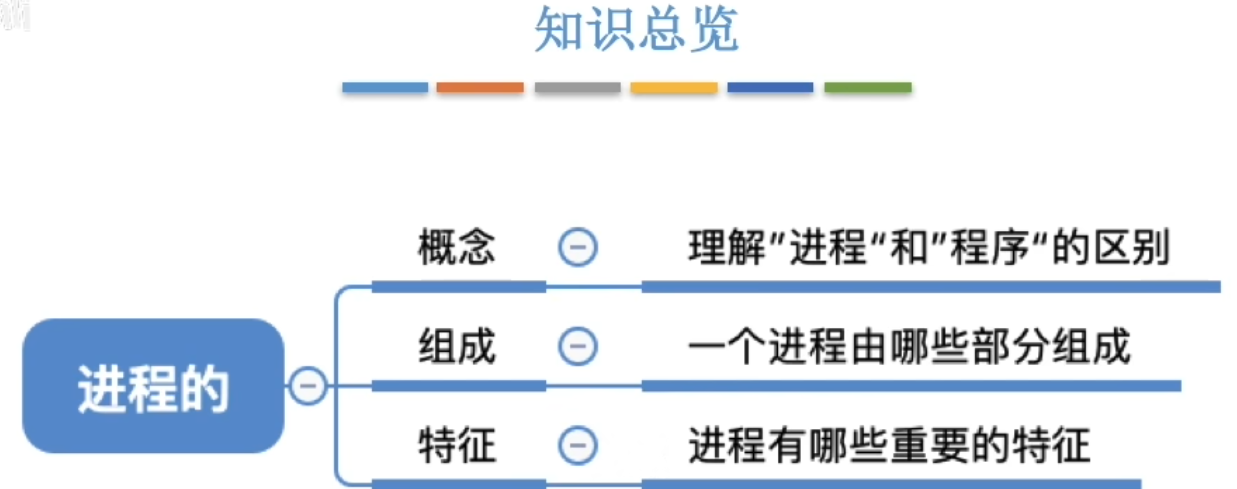 知识总览
概念 理解”进程“和”程序“的区别
组成 一个进程由哪些部分组成
进程的
特征 进程有哪些重要的特征